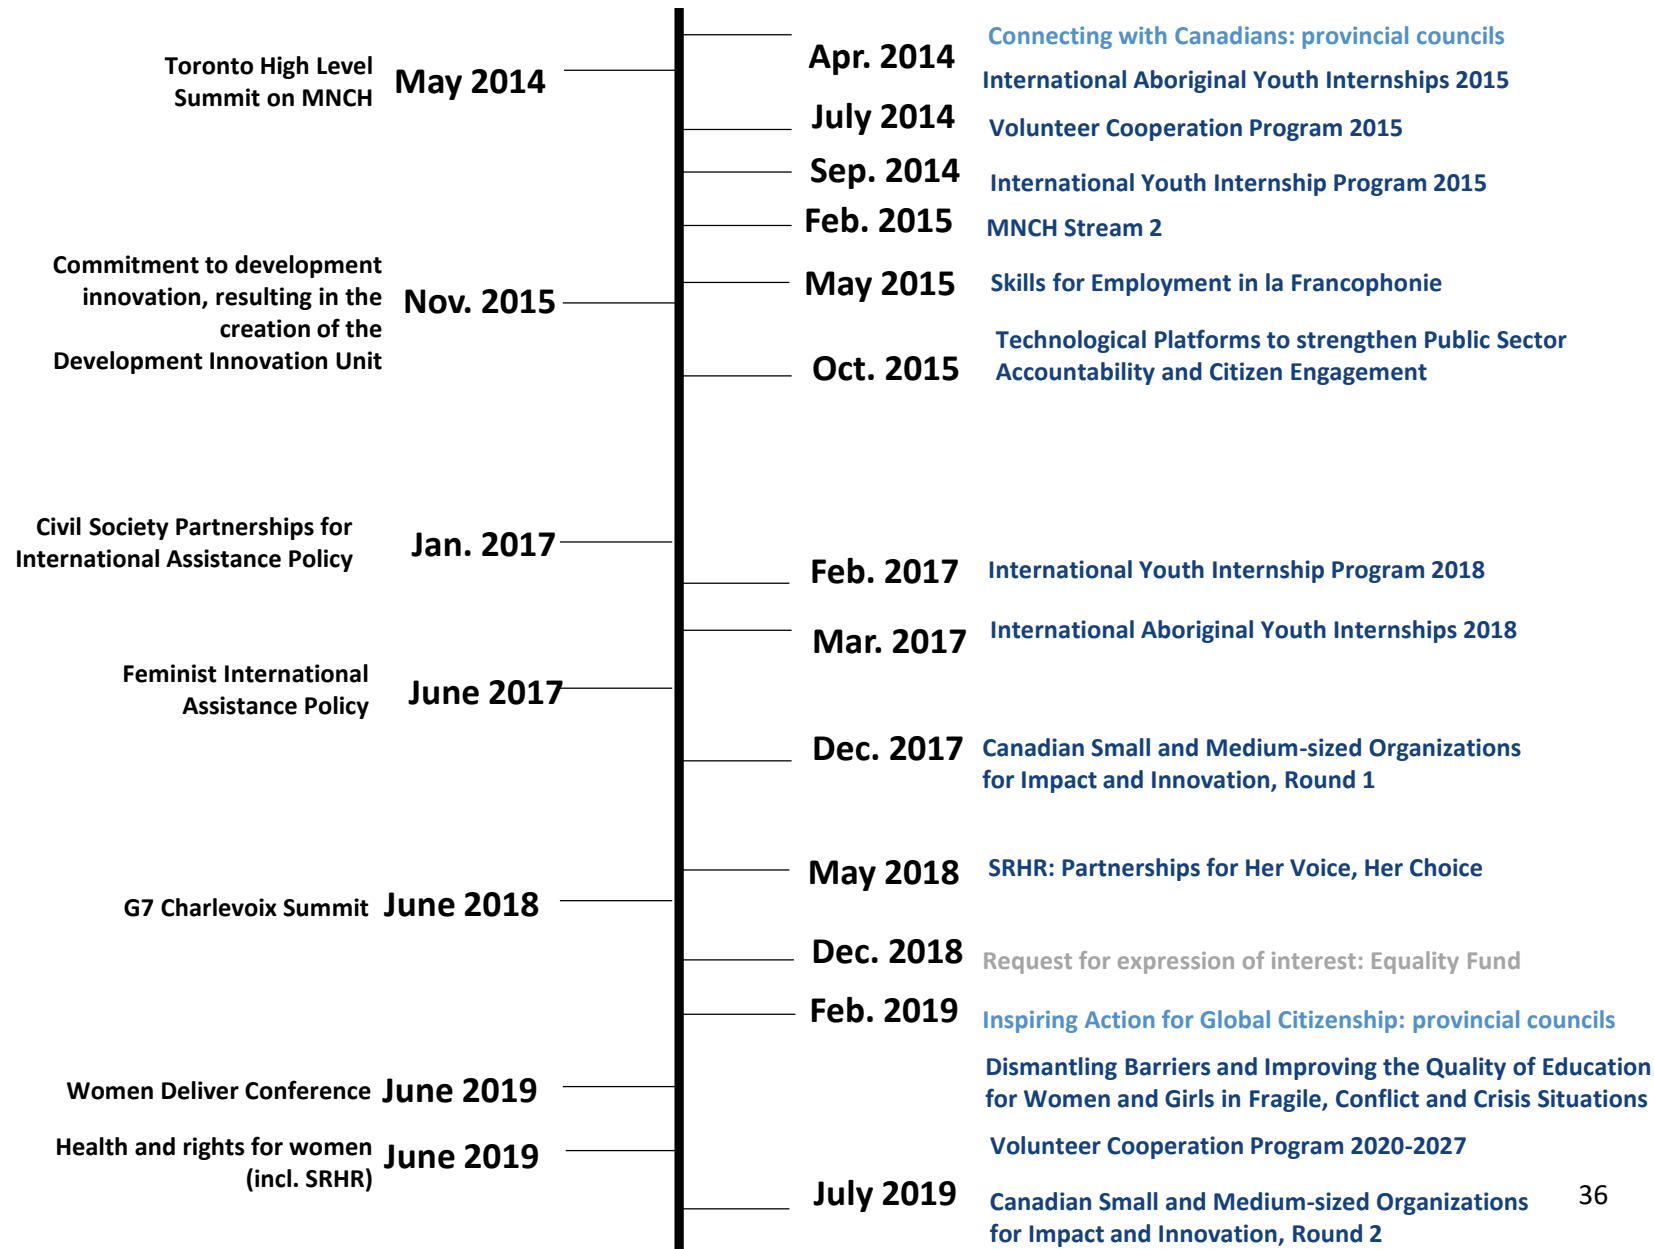 Toronto High Level
Summit on MNCH
May 2014
Apr. 2014
Connecting with Canadians: provincial councils
International Aboriginal Youth Internships 2015
July 2014
Volunteer Cooperation Program 2015
Sep. 2014
International Youth Internship Program 2015
Feb. 2015
MNCH Stream 2
Commitment to development
innovation, resulting in the
creation of the
Development Innovation Unit
Nov. 2015
May 2015
Skills for Employment in la Francophonie
Oct. 2015
Technological Platforms to strengthen Public Sector
Accountability and Citizen Engagement
Civil Society Partnerships for
International Assistance Policy
Jan. 2017
Feb. 2017
International Youth Internship Program 2018
Mar. 2017
International Aboriginal Youth Internships 2018
Feminist International
Assistance Policy
June 2017
Dec. 2017
Canadian Small and Medium-sized Organizations
for Impact and Innovation, Round 1
May 2018
SRHR: Partnerships for Her Voice, Her Choice
G7 Charlevoix Summit
June 2018
Dec. 2018
Request for expression of interest: Equality Fund
Feb. 2019
Inspiring Action for Global Citizenship: provincial councils
Women Deliver Conference
June 2019
Dismantling Barriers and Improving the Quality of Education
for Women and Girls in Fragile, Conflict and Crisis Situations
Health and rights for women
(incl. SRHR)
June 2019
Volunteer Cooperation Program 2020-2027
July 2019
Canadian Small and Medium-sized Organizations
for Impact and Innovation, Round 2
36